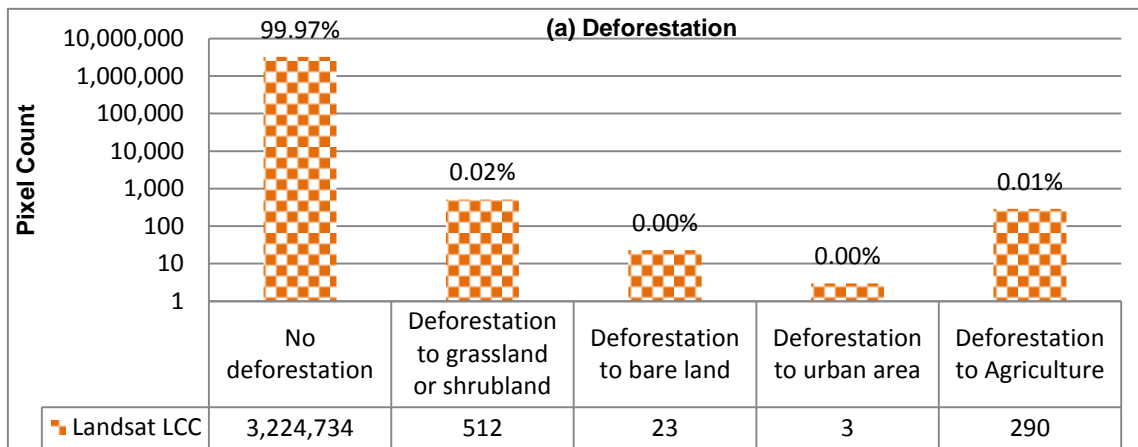 (a) Deforestation
Pixel Count
10,000,000
1,000,000
100,000
10,000
1,000
100
10
1
99.97%
0.02%
0.00%
0.00%
0.01%
No
deforestation
Deforestation
to grassland
or shrubland
Deforestation
to bare land
Deforestation
to urban area
Deforestation
to Agriculture
Landsat LCC 3,224,734 512 23 3 290